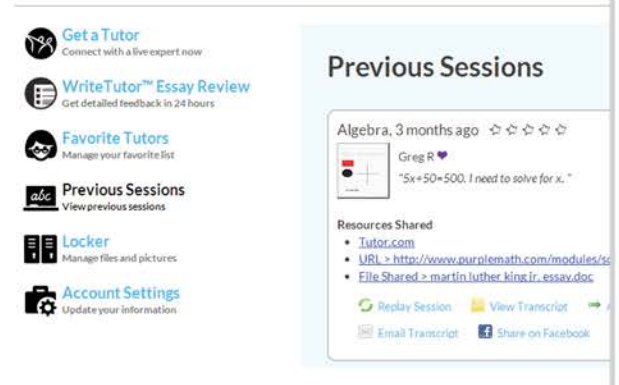 Get a Tutor
Connect with a live expert now
WriteTutor™ Essay Review
Get detailed feedback in 24 hours
Favorite Tutors
Manage your favorite list
abc
Previous Sessions
View previous sessions
Locker
Manage files and pictures
Account Settings
Update your information
Previous Sessions
Algebra, 3 months ago
Greg R
"5x+50=500. I need to solve for x. "
Resources Shared
Tutor.com
URL > http://www.purplemath.com/modules/so
File Shared > martin luther king jr. essay.doc
Replay Session View Transcript
Email Transcript Share on Facebook